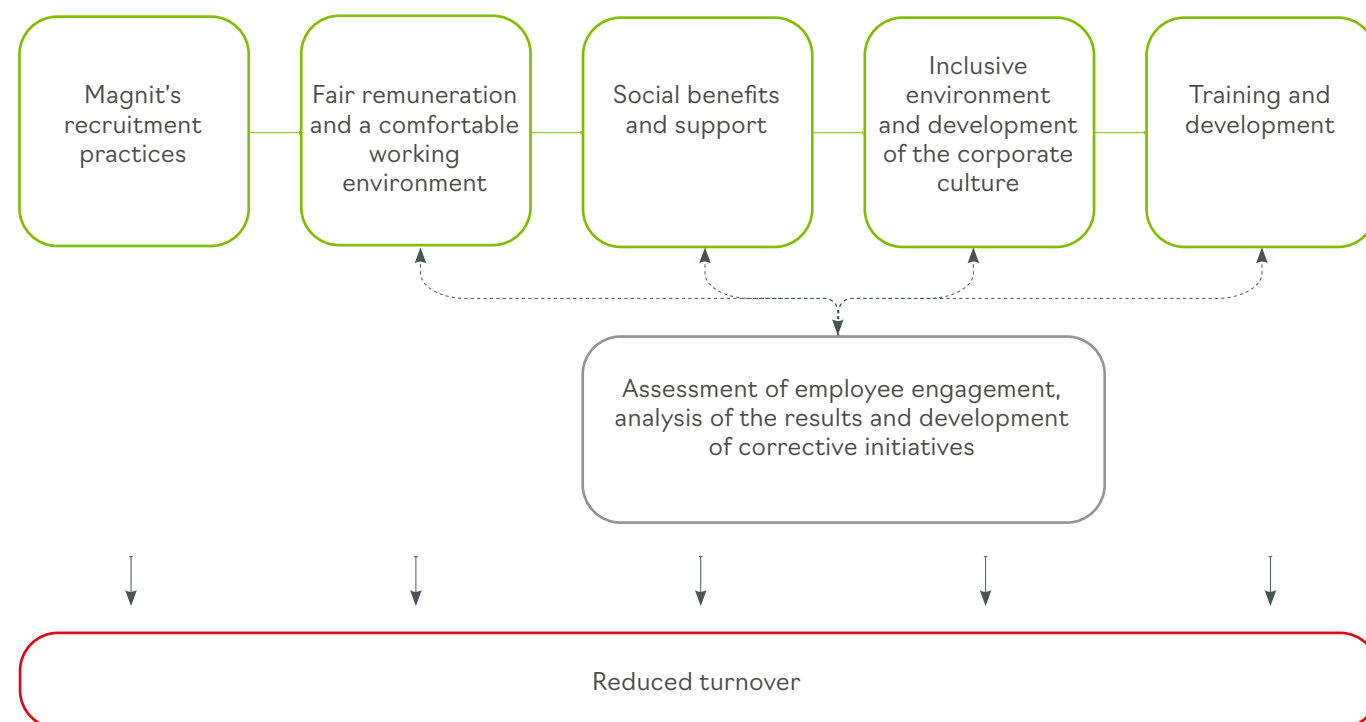 Magnit's
recruitment
practices
Fair remuneration
and a comfortable
working
environment
Social benefits
and support
Inclusive
environment
and development
of the corporate
culture
Training and
development
Assessment of employee engagement,
analysis of the results and development
of corrective initiatives
Reduced turnover